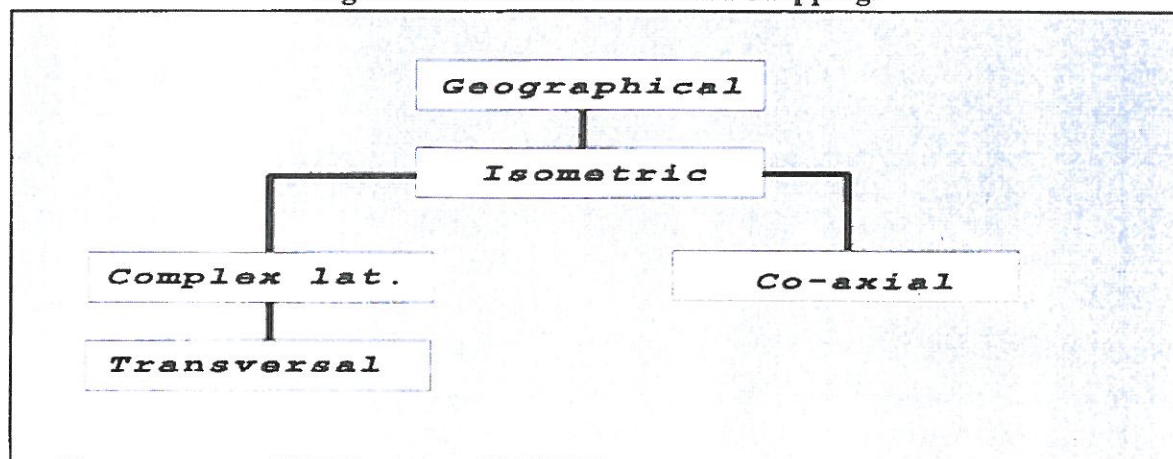 Geographical
Isometric
Complex lat.
Co-axial
Transversal